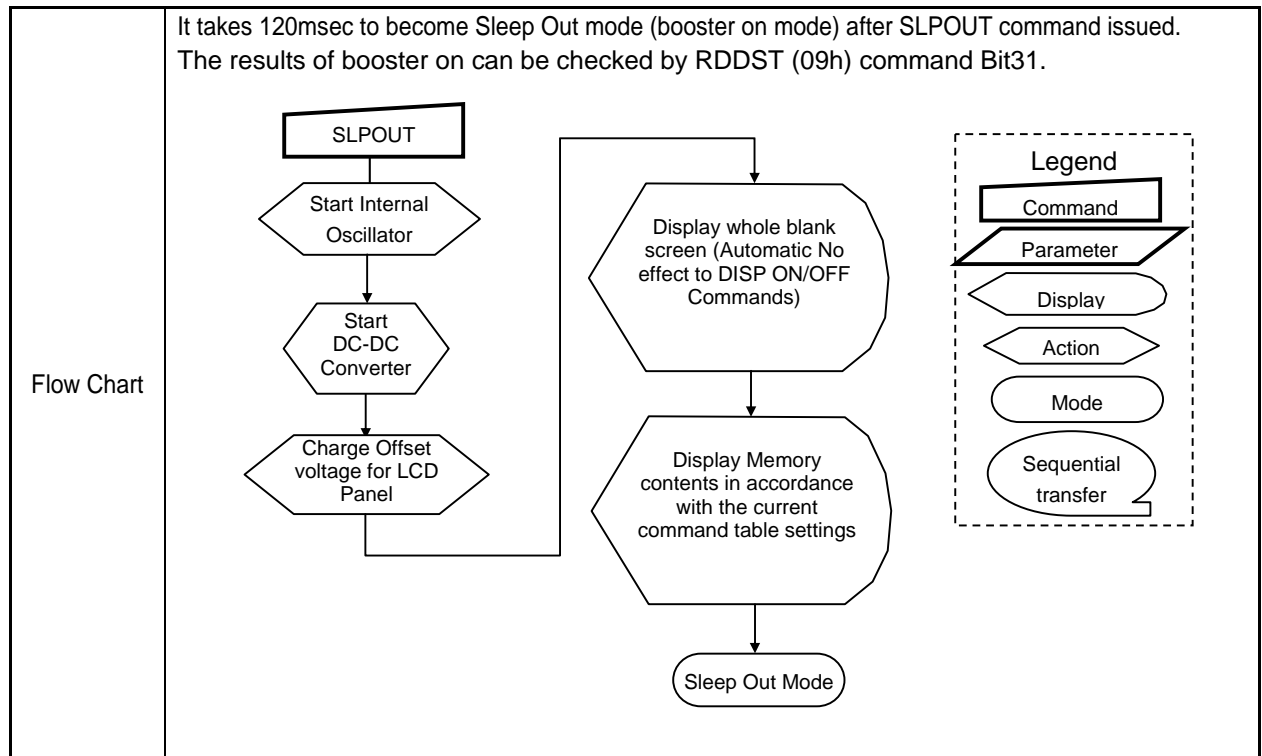 Flow Chart
It takes 120msec to become Sleep Out mode (booster on mode) after SLPOUT command issued.
The results of booster on can be checked by RDDST (09h) command Bit31.
SLPOUT
Start Internal
Oscillator
Start
DC-DC
Converter
Charge Offset
voltage for LCD
Panel
Display whole blank
screen (Automatic No
effect to DISP ON/OFF
Commands)
Display Memory
contents in accordance
with the current
command table settings
Sleep Out Mode
Legend
Command
Parameter
Display
Action
Mode
Sequential
transfer